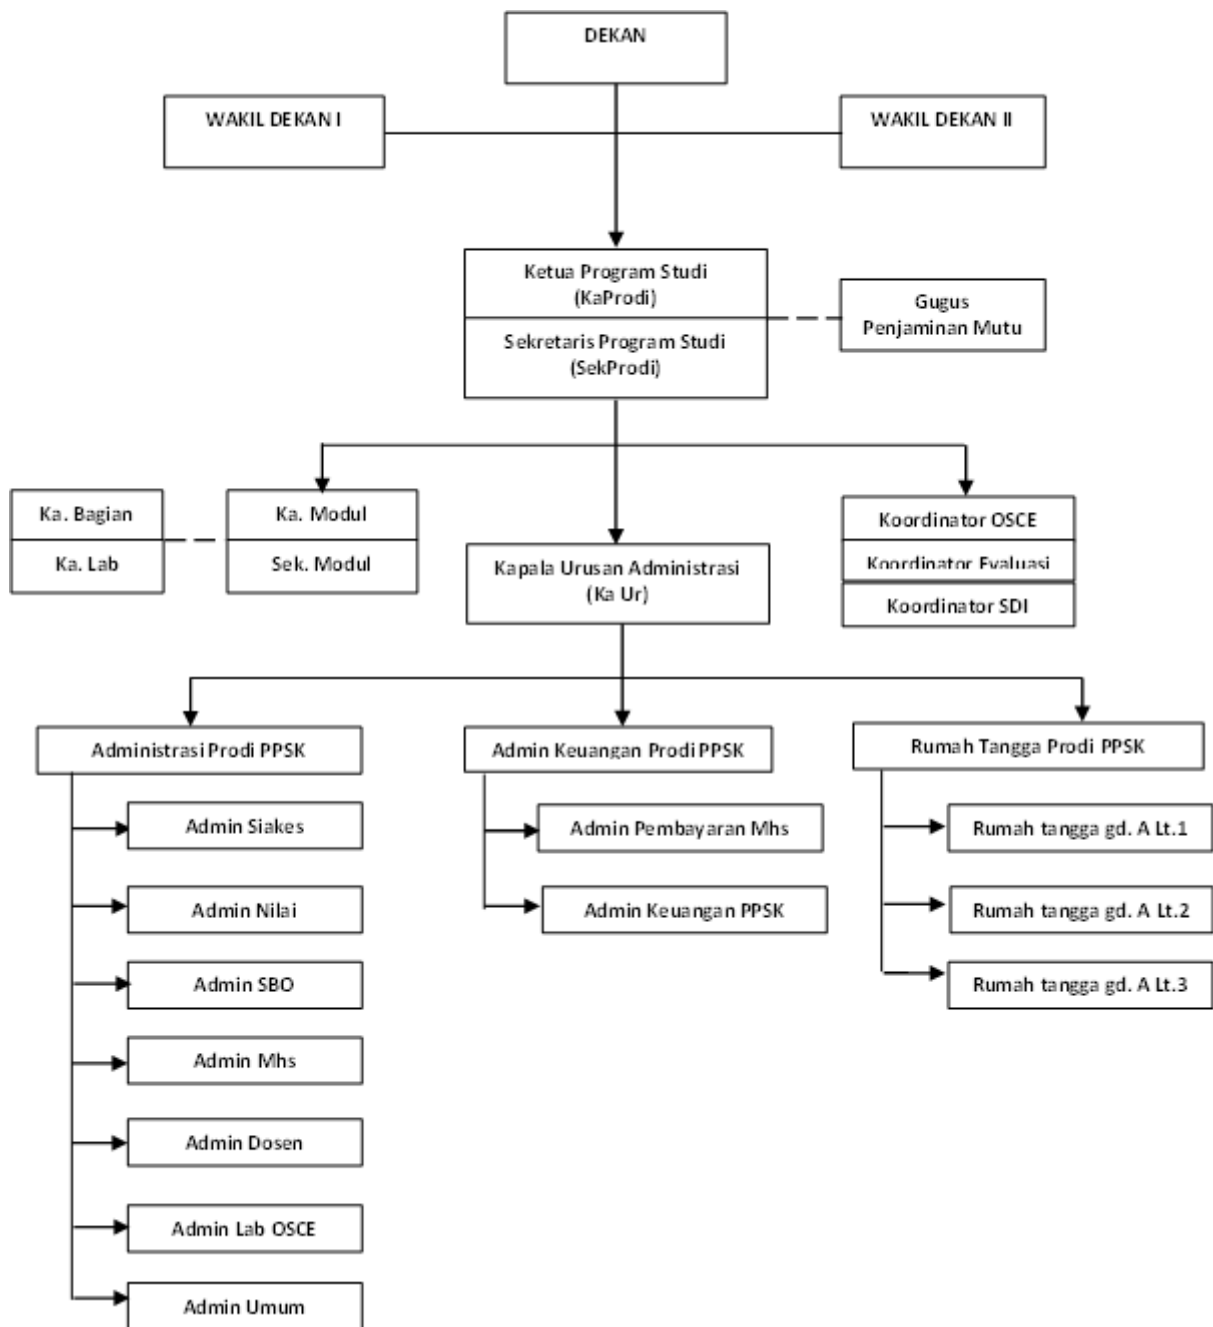 DEKAN
WAKIL DEKAN I
WAKIL DEKAN II
Ketua Program Studi
(KaProdi)
Sekretaris Program Studi
(SekProdi)
Gugus
Penjaminan Mutu
Ka. Bagian
Ka. Lab
Ka. Modul
Sek. Modul
Koordinator OSCE
Koordinator Evaluasi
Koordinator SDI
Kapala Urusan Administrasi
(Ka Ur)
Administrasi Prodi PPSK
Admin Keuangan Prodi PPSK
Rumah Tangga Prodi PPSK
Admin Siakes
Admin Nilai
Admin SBO
Admin Mhs
Admin Dosen
Admin Lab OSCE
Admin Umum
Admin Pembayaran Mhs
Admin Keuangan PPSK
Rumah tangga gd. A Lt.1
Rumah tangga gd. A Lt.2
Rumah tangga gd. A Lt.3